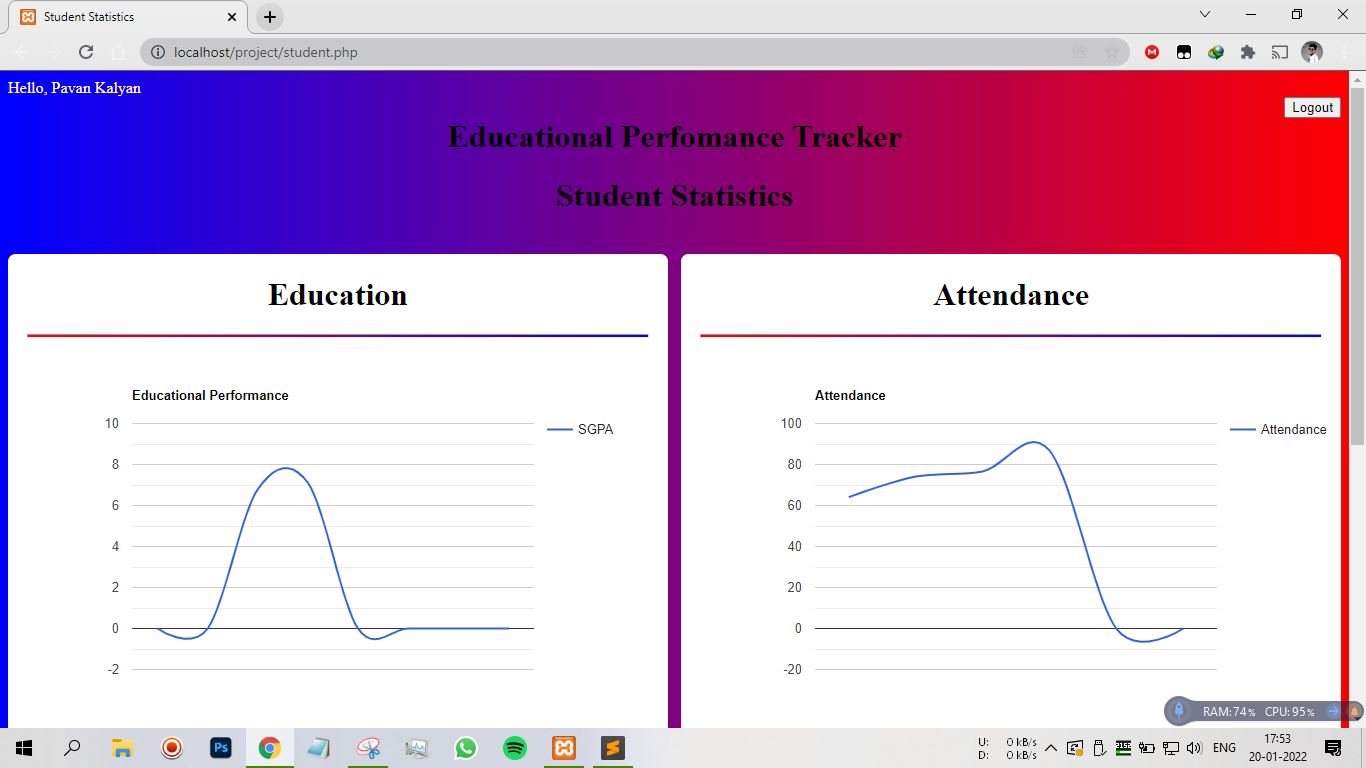 Student Statistics
localhost/project/student.php
Hello, Pavan Kalyan
Logout
Educational Perfomance Tracker
Student Statistics
Education
Educational Performance
10
8
6
4
2
0
-2
SGPA
Attendance
Attendance
100
80
60
40
20
0
-20
Attendance
RAM:74% CPU:95%
Ps
U: 0 kB/s
D: 0 kB/s
ENG
17:53
20-01-2022